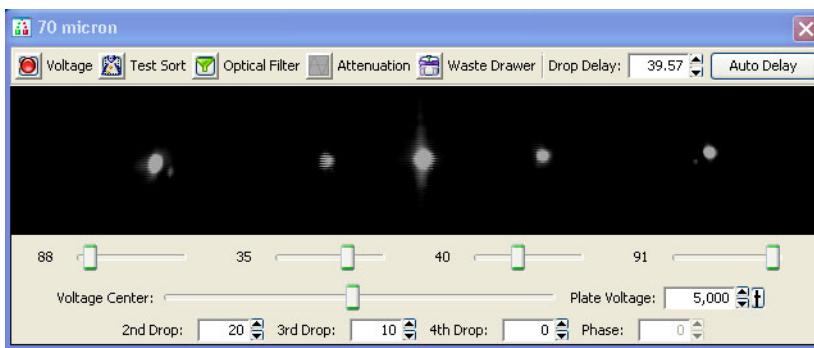 70 micron
Voltage Test Sort Optical Filter Attenuation Waste Drawer Drop Delay: 39.57 Auto Delay
88 35 40 91
Voltage Center: Plate Voltage: 5,000
2nd Drop: 20 3rd Drop: 10 4th Drop: 0 Phase: 0